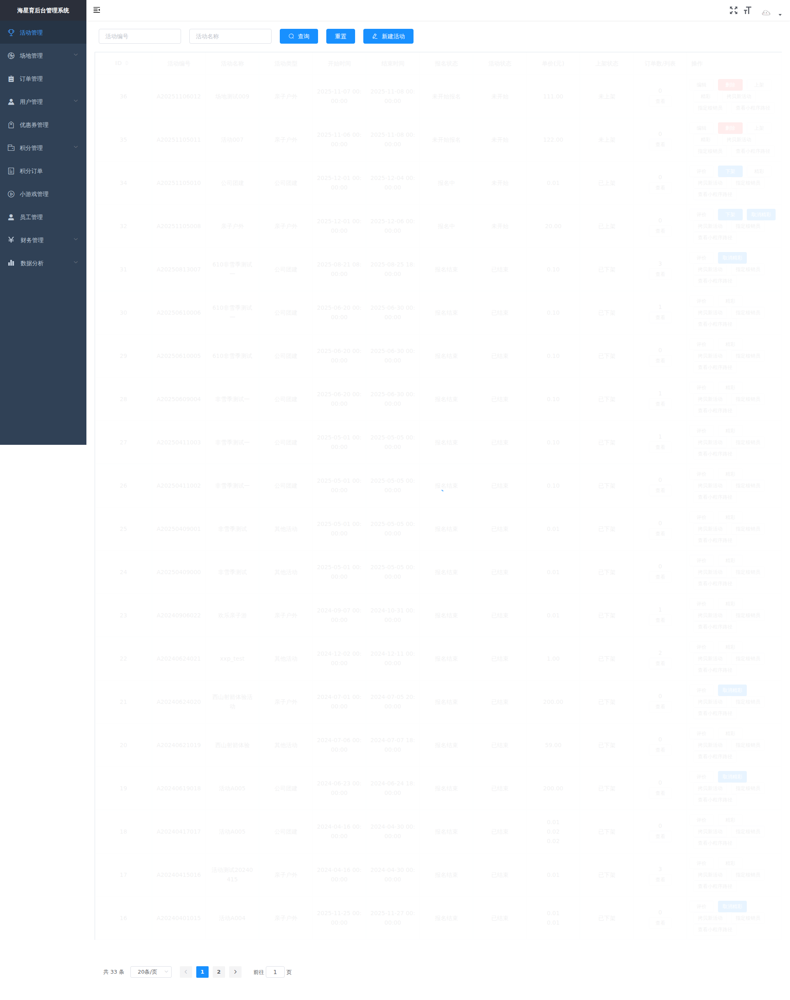 海星育后台管理系统
活动管理
场地管理
订单管理
用户管理
优惠券管理
积分管理
积分订单
小游戏管理
员工管理
财务管理
数据分析
活动编号 活动名称 查询 重置 新建活动
ID 活动编号 活动名称 活动类型 开始时间 结束时间 报名状态 活动状态 单价(元) 上架状态 订单数/列表 操作
36 A20251106012 场地测试009 亲子户外 2025-11-07 00:00:00 2025-11-08 00:00:00 未开始报名 未开始 111.00 未上架 0 查看 编辑 删除 上架 精彩 拷贝新活动 指定核销员 查看小程序路径
35 A20251105011 活动007 亲子户外 2025-11-06 00:00:00 2025-11-08 00:00:00 未开始报名 未开始 122.00 未上架 0 查看 编辑 删除 上架 精彩 拷贝新活动 指定核销员 查看小程序路径
34 A20251105010 公司团建 公司团建 2025-12-01 00:00:00 2025-12-04 00:00:00 报名中 未开始 0.01 已上架 0 查看 评价 下架 精彩 拷贝新活动 指定核销员 查看小程序路径
32 A20251105008 亲子户外 亲子户外 2025-12-01 00:00:00 2025-12-06 00:00:00 报名中 未开始 20.00 已上架 0 查看 评价 下架 取消精彩 拷贝新活动 指定核销员 查看小程序路径
31 A20250813007 610非雪季测试一 公司团建 2025-08-21 08:00:00 2025-08-25 18:00:00 报名结束 已结束 0.10 已下架 3 查看 评价 取消精彩 拷贝新活动 指定核销员 查看小程序路径
30 A20250610006 610非雪季测试一 公司团建 2025-06-20 00:00:00 2025-06-30 00:00:00 报名结束 已结束 0.10 已下架 1 查看 评价 精彩 拷贝新活动 指定核销员 查看小程序路径
29 A20250610005 610非雪季测试 公司团建 2025-06-20 00:00:00 2025-06-30 00:00:00 报名结束 已结束 0.10 已下架 0 查看 评价 精彩 拷贝新活动 指定核销员 查看小程序路径
28 A20250609004 非雪季测试一 公司团建 2025-06-20 00:00:00 2025-06-30 00:00:00 报名结束 已结束 0.10 已下架 1 查看 评价 精彩 拷贝新活动 指定核销员 查看小程序路径
27 A20250411003 非雪季测试一 公司团建 2025-05-01 00:00:00 2025-05-05 00:00:00 报名结束 已结束 0.10 已下架 1 查看 评价 精彩 拷贝新活动 指定核销员 查看小程序路径
26 A20250411002 非雪季测试一 公司团建 2025-05-01 00:00:00 2025-05-05 00:00:00 报名结束 已结束 0.10 已下架 0 查看 评价 精彩 拷贝新活动 指定核销员 查看小程序路径
25 A20250409001 非雪季测试 其他活动 2025-05-01 00:00:00 2025-05-05 00:00:00 报名结束 已结束 0.01 已下架 0 查看 评价 精彩 拷贝新活动 指定核销员 查看小程序路径
24 A20250409000 非雪季测试 其他活动 2025-05-01 00:00:00 2025-05-05 00:00:00 报名结束 已结束 0.01 已下架 0 查看 评价 精彩 拷贝新活动 指定核销员 查看小程序路径
23 A20240906022 欢乐亲子游 亲子户外 2024-09-07 00:00:00 2024-10-31 00:00:00 报名结束 已结束 0.01 已下架 1 查看 评价 精彩 拷贝新活动 指定核销员 查看小程序路径
22 A20240624021 xxp_test 其他活动 2024-12-02 00:00:00 2024-12-11 00:00:00 报名结束 已结束 1.00 已下架 2 查看 评价 精彩 拷贝新活动 指定核销员 查看小程序路径
21 A20240624020 西山射箭体验活动 亲子户外 2024-07-01 00:00:00 2024-07-05 20:00:00 报名结束 已结束 200.00 已下架 0 查看 评价 取消精彩 拷贝新活动 指定核销员 查看小程序路径
20 A20240621019 西山射箭体验 其他活动 2024-07-06 00:00:00 2024-07-07 18:00:00 报名结束 已结束 59.00 已下架 0 查看 评价 精彩 拷贝新活动 指定核销员 查看小程序路径
19 A20240619018 活动A005 公司团建 2024-06-23 00:00:00 2024-06-24 18:00:00 报名结束 已结束 200.00 已下架 0 查看 评价 取消精彩 拷贝新活动 指定核销员 查看小程序路径
18 A20240417017 活动A005 公司团建 2024-04-16 00:00:00 2024-04-30 00:00:00 报名结束 已结束 0.01 0.02 0.02 已下架 0 查看 评价 精彩 拷贝新活动 指定核销员 查看小程序路径
17 A20240415016 活动测试20240415 亲子户外 2024-04-16 00:00:00 2024-04-30 00:00:00 报名结束 已结束 0.01 已下架 3 查看 评价 精彩 拷贝新活动 指定核销员 查看小程序路径
16 A20240401015 活动A004 亲子户外 2025-11-25 00:00:00 2025-11-27 00:00:00 报名结束 已结束 0.01 0.01 已下架 0 查看 评价 取消精彩 拷贝新活动 指定核销员 查看小程序路径
共 33 条 20条/页 1 2 前往 1 页